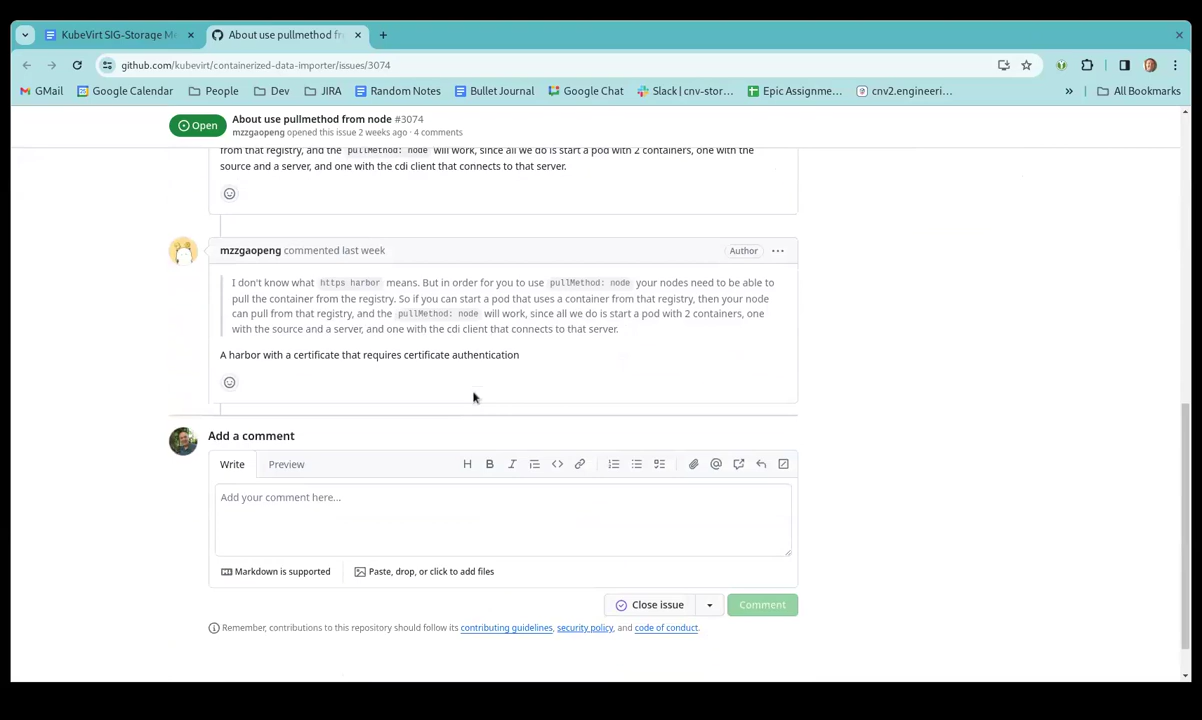 KubeVirt SIG-Storage Me
About use pullmethod fr
github.com/kubevirt/containerized-data-importer/issues/3074
GMail
Google Calendar
People
Dev
JIRA
Random Notes
Bullet Journal
Google Chat
Slack | cnv-stor...
Epic Assignme...
cnv2.engineeri...
»
All Bookmarks
Open
About use pullmethod from node #3074
mzzgaopeng opened this issue 2 weeks ago · 4 comments
from that registry, and the pullMethod: node will work, since all we do is start a pod with 2 containers, one with the
source and a server, and one with the cdi client that connects to that server.
mzzgaopeng commented last week
Author
I don't know what https harbor means. But in order for you to use pullMethod: node your nodes need to be able to
pull the container from the registry. So if you can start a pod that uses a container from that registry, then your node
can pull from that registry, and the pullMethod: node will work, since all we do is start a pod with 2 containers, one
with the source and a server, and one with the cdi client that connects to that server.
A harbor with a certificate that requires certificate authentication
Add a comment
Write
Preview
Add your comment here...
Markdown is supported
Paste, drop, or click to add files
Close issue
Comment
Remember, contributions to this repository should follow its contributing guidelines, security policy, and code of conduct.